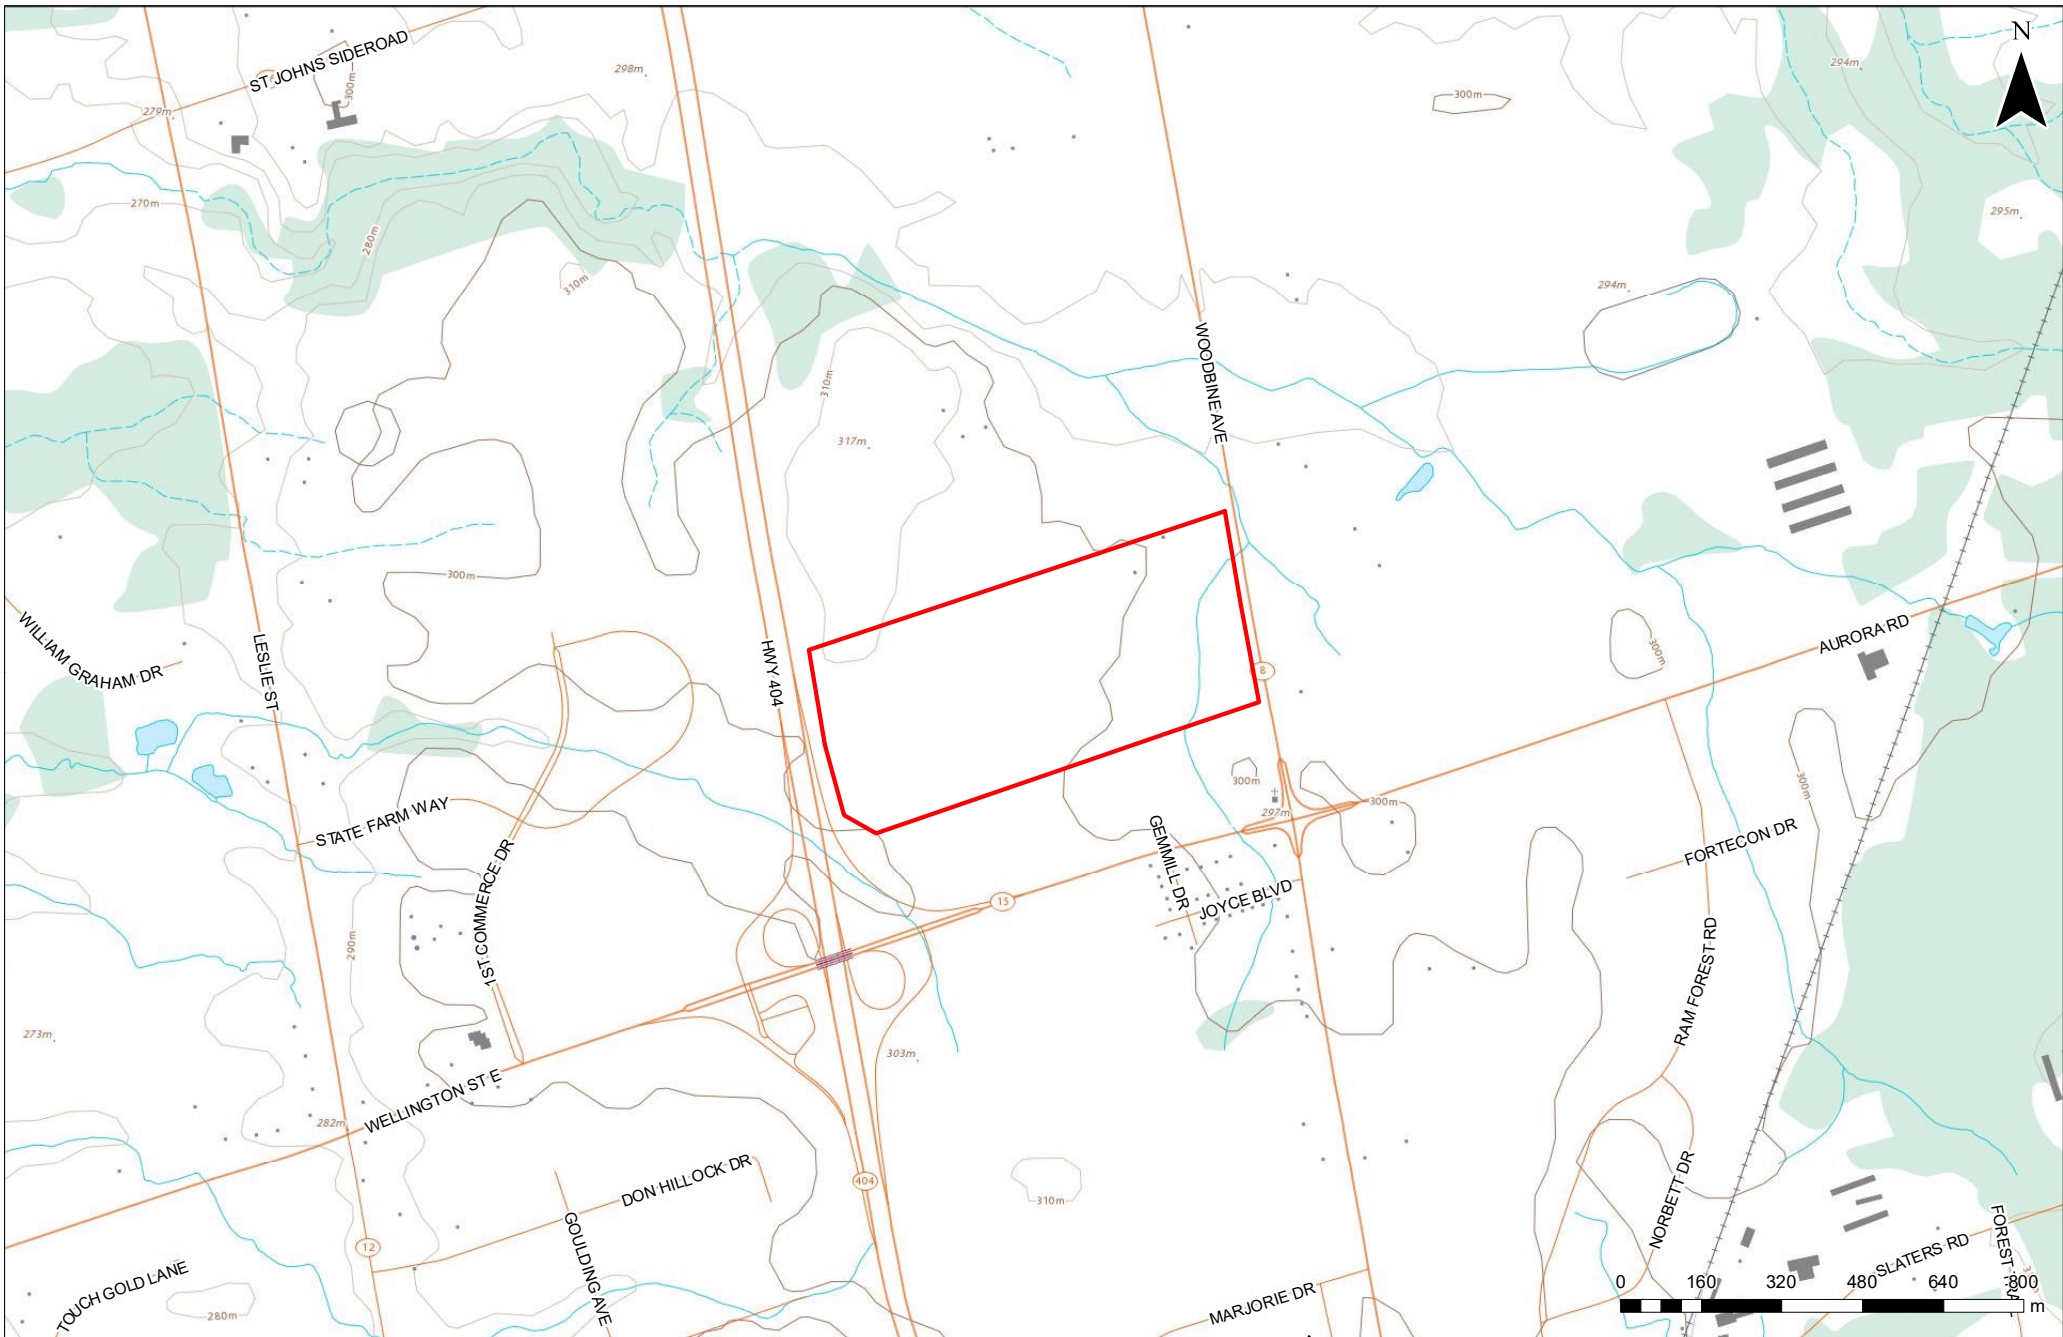 N
ST JOHNS SIDEROAD
300m
298m
279m
300m
294m
270m
280m
310m
295m
294m
WOODBINE AVE
310m
317m
300m
WILLIAM GRAHAM DR
LESLIE ST
HWY 404
8
300m
AURORA RD
STATE FARM WAY
1ST COMMERCE DR
300m
297m
300m
300m
GEMMILL DR
JOYCE BLVD
FORTECON DR
15
290m
RAM FOREST RD
273m
303m
WELLINGTON ST E
282m
DON HILLOCK DR
404
310m
GOULDING AVE
NORBETT DR
12
TOUCH GOLD LANE
280m
MARJORIE DR
SLATERS RD
0 160 320 480 640 800
m